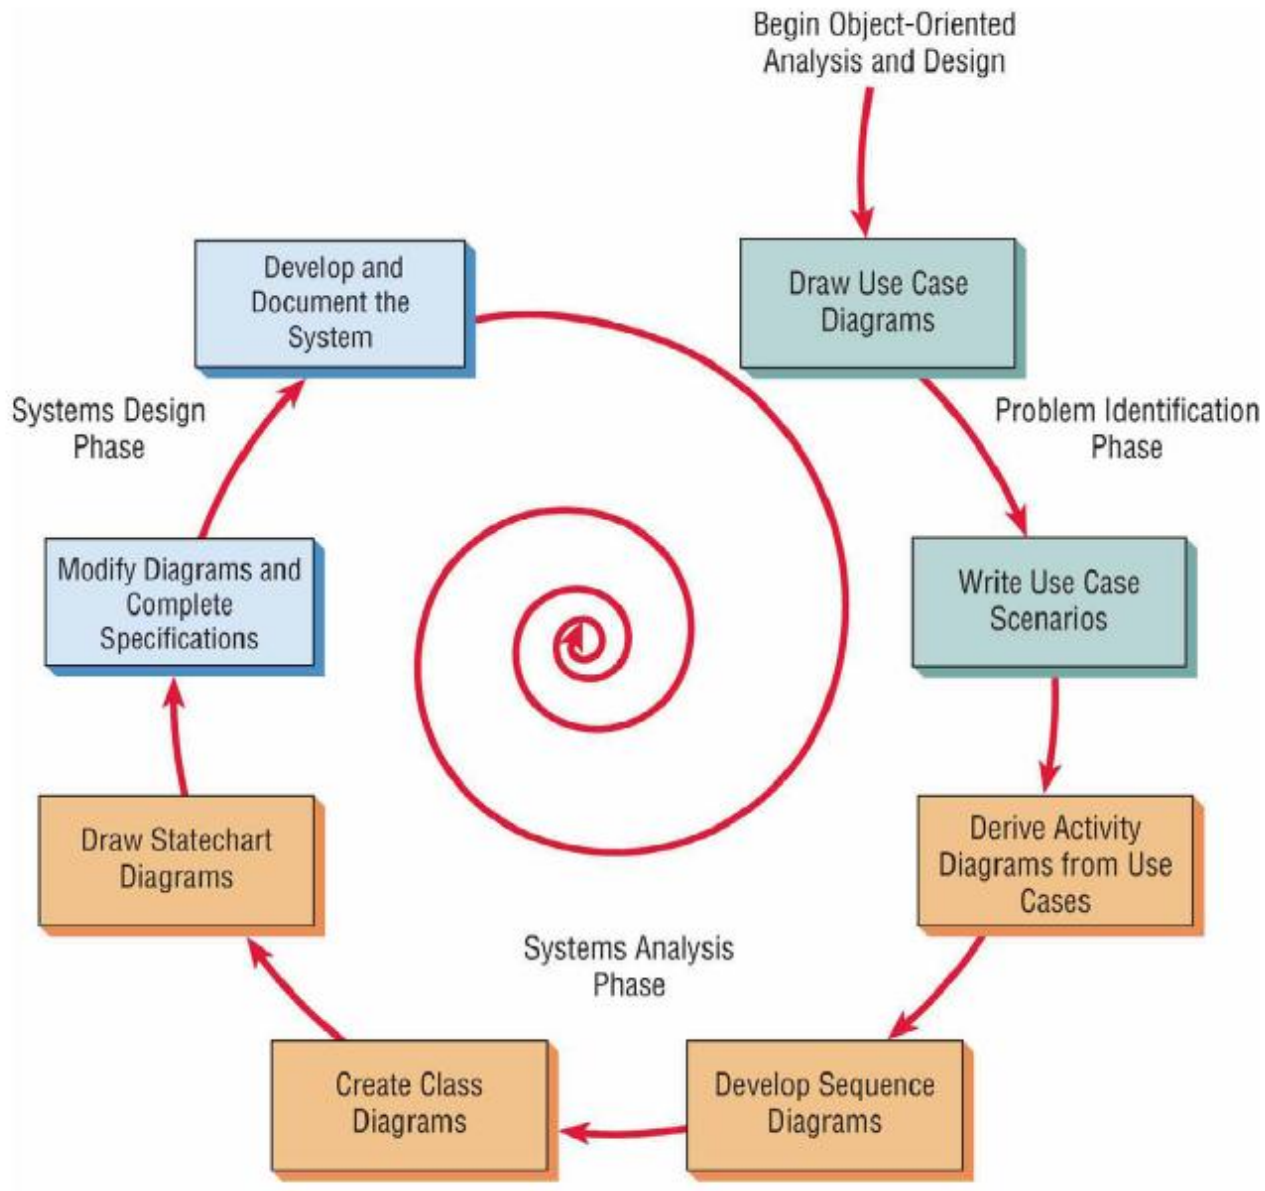 Begin Object-Oriented
Analysis and Design
Draw Use Case
Diagrams
Problem Identification
Phase
Write Use Case
Scenarios
Derive Activity
Diagrams from Use
Cases
Develop Sequence
Diagrams
Systems Analysis
Phase
Create Class
Diagrams
Draw Statechart
Diagrams
Modify Diagrams and
Complete
Specifications
Systems Design
Phase
Develop and
Document the
System